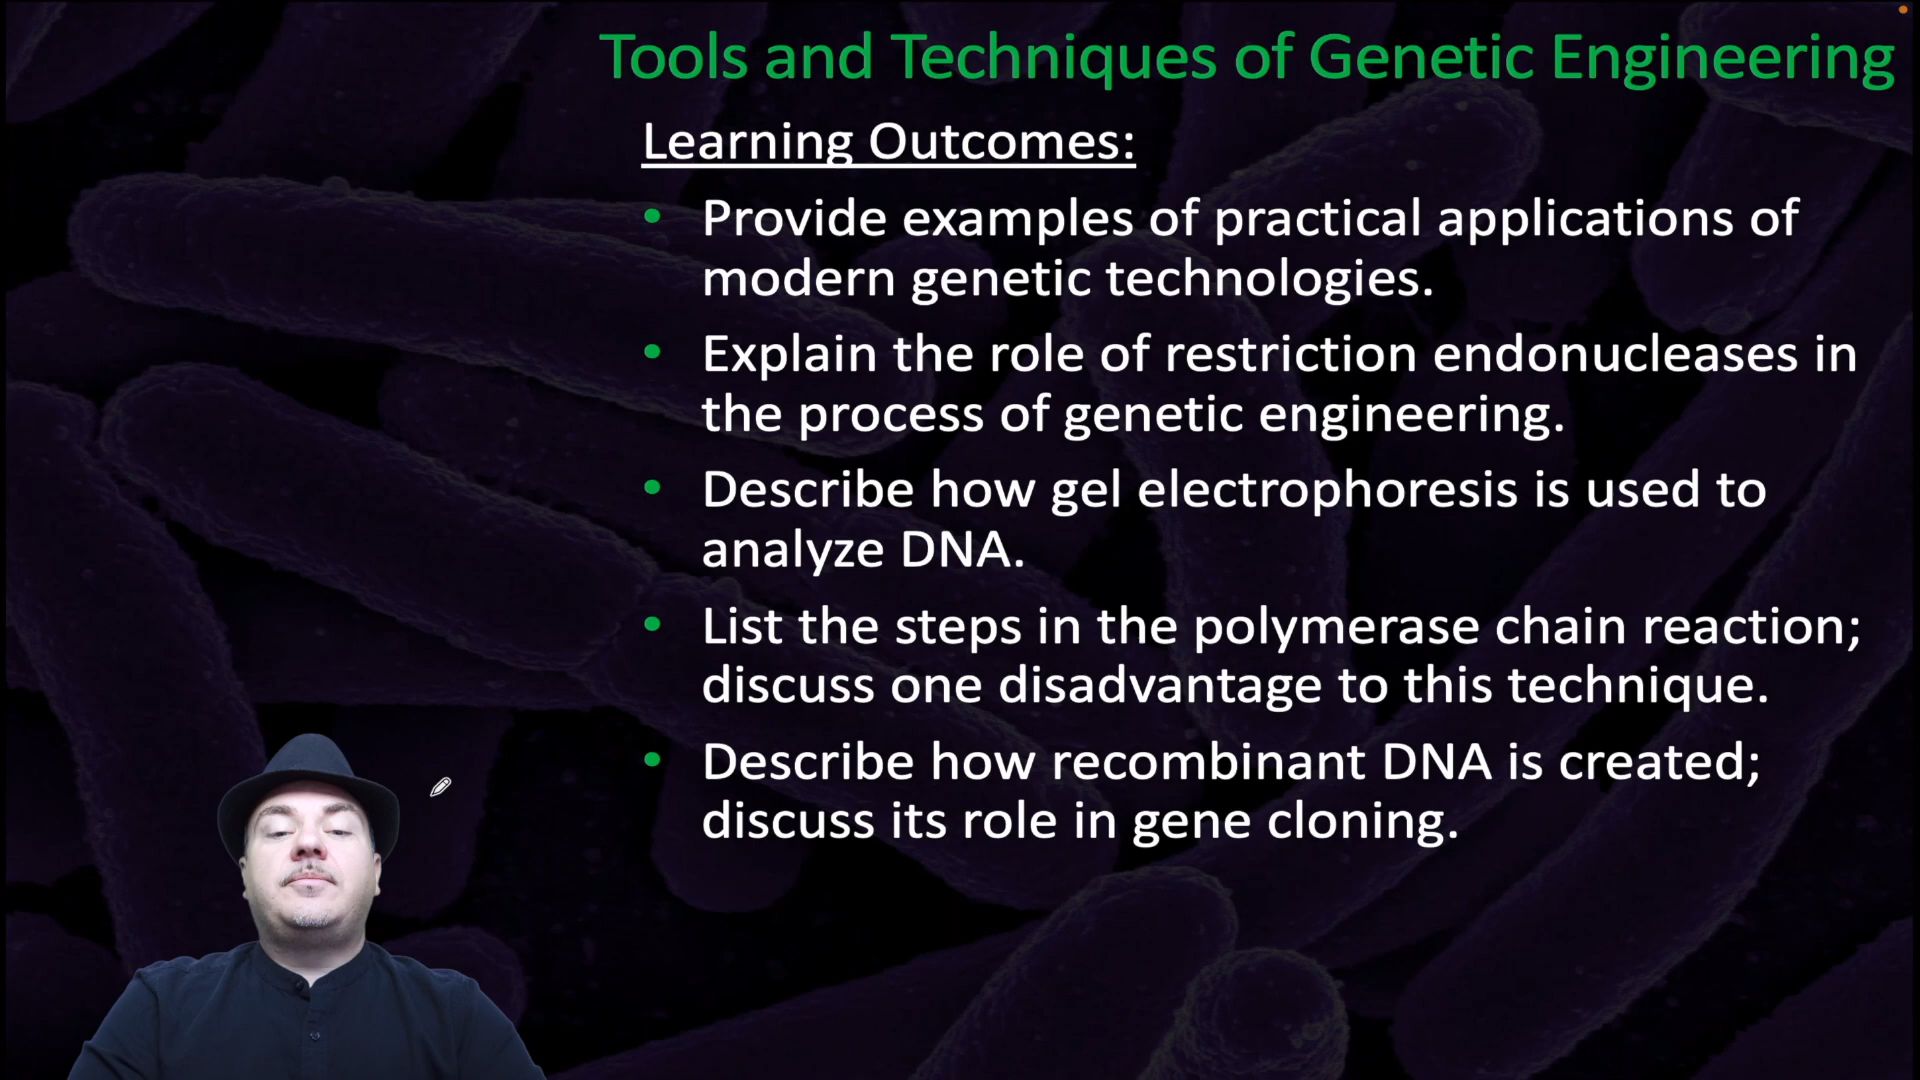 Tools and Techniques of Genetic Engineering
Learning Outcomes:
• Provide examples of practical applications of
modern genetic technologies.
• Explain the role of restriction endonucleases in
the process of genetic engineering.
• Describe how gel electrophoresis is used to
analyze DNA.
• List the steps in the polymerase chain reaction;
discuss one disadvantage to this technique.
• Describe how recombinant DNA is created;
discuss its role in gene cloning.